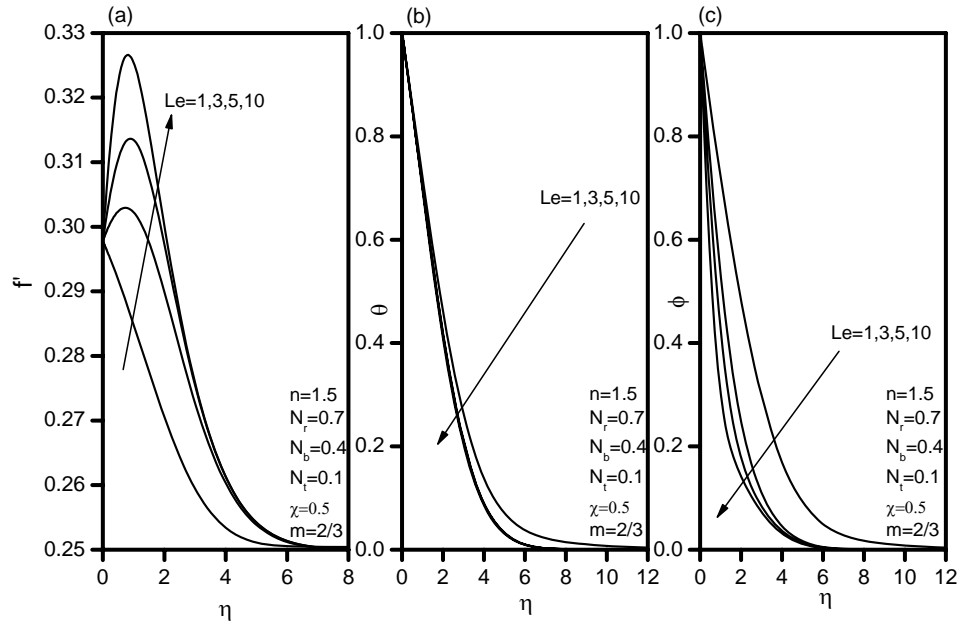 (a)
0.33
0.32
0.31
0.30
0.29
0.28
0.27
0.26
0.25
f'
0 2 4 6 8
η
Le=1,3,5,10
n=1.5
N_r=0.7
N_b=0.4
N_t=0.1
χ=0.5
m=2/3
(b)
1.0
0.8
0.6
0.4
0.2
0.0
θ
0 2 4 6 8 10 12
η
Le=1,3,5,10
n=1.5
N_r=0.7
N_b=0.4
N_t=0.1
χ=0.5
m=2/3
(c)
1.0
0.8
0.6
0.4
0.2
0.0
ϕ
0 2 4 6 8 10 12
η
Le=1,3,5,10
n=1.5
N_r=0.7
N_b=0.4
N_t=0.1
χ=0.5
m=2/3